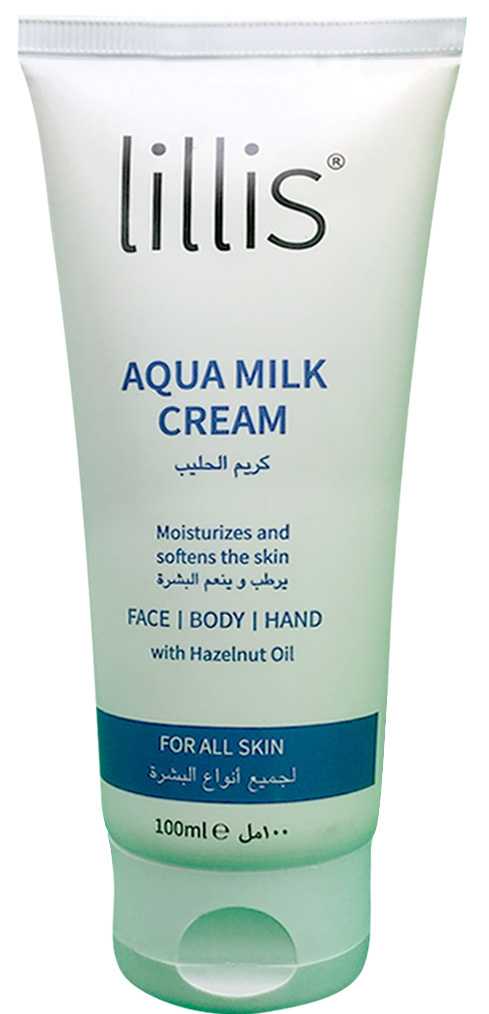 lillis®
AQUA MILK
CREAM
كريم الحليب
Moisturizes and
softens the skin
يرطب و ينعم البشرة
FACE | BODY | HAND
with Hazelnut Oil
FOR ALL SKIN
لجميع أنواع البشرة
100ml ℮ ١٠٠مل